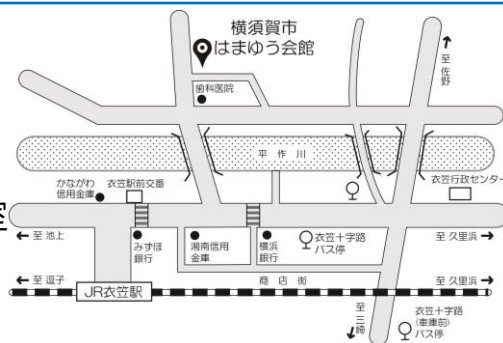 横須賀市
はまゆう会館
歯科医院
至佐野
平作川
かながわ
信用金庫
衣笠駅前交番
衣笠行政センター
室
至池上
みずほ
銀行
湘南信用
金庫
横浜
銀行
衣笠十字路
バス停
至久里浜
至逗子
商店街
至久里浜
JR衣笠駅
至三崎
衣笠十字路
(車庫前)
バス停